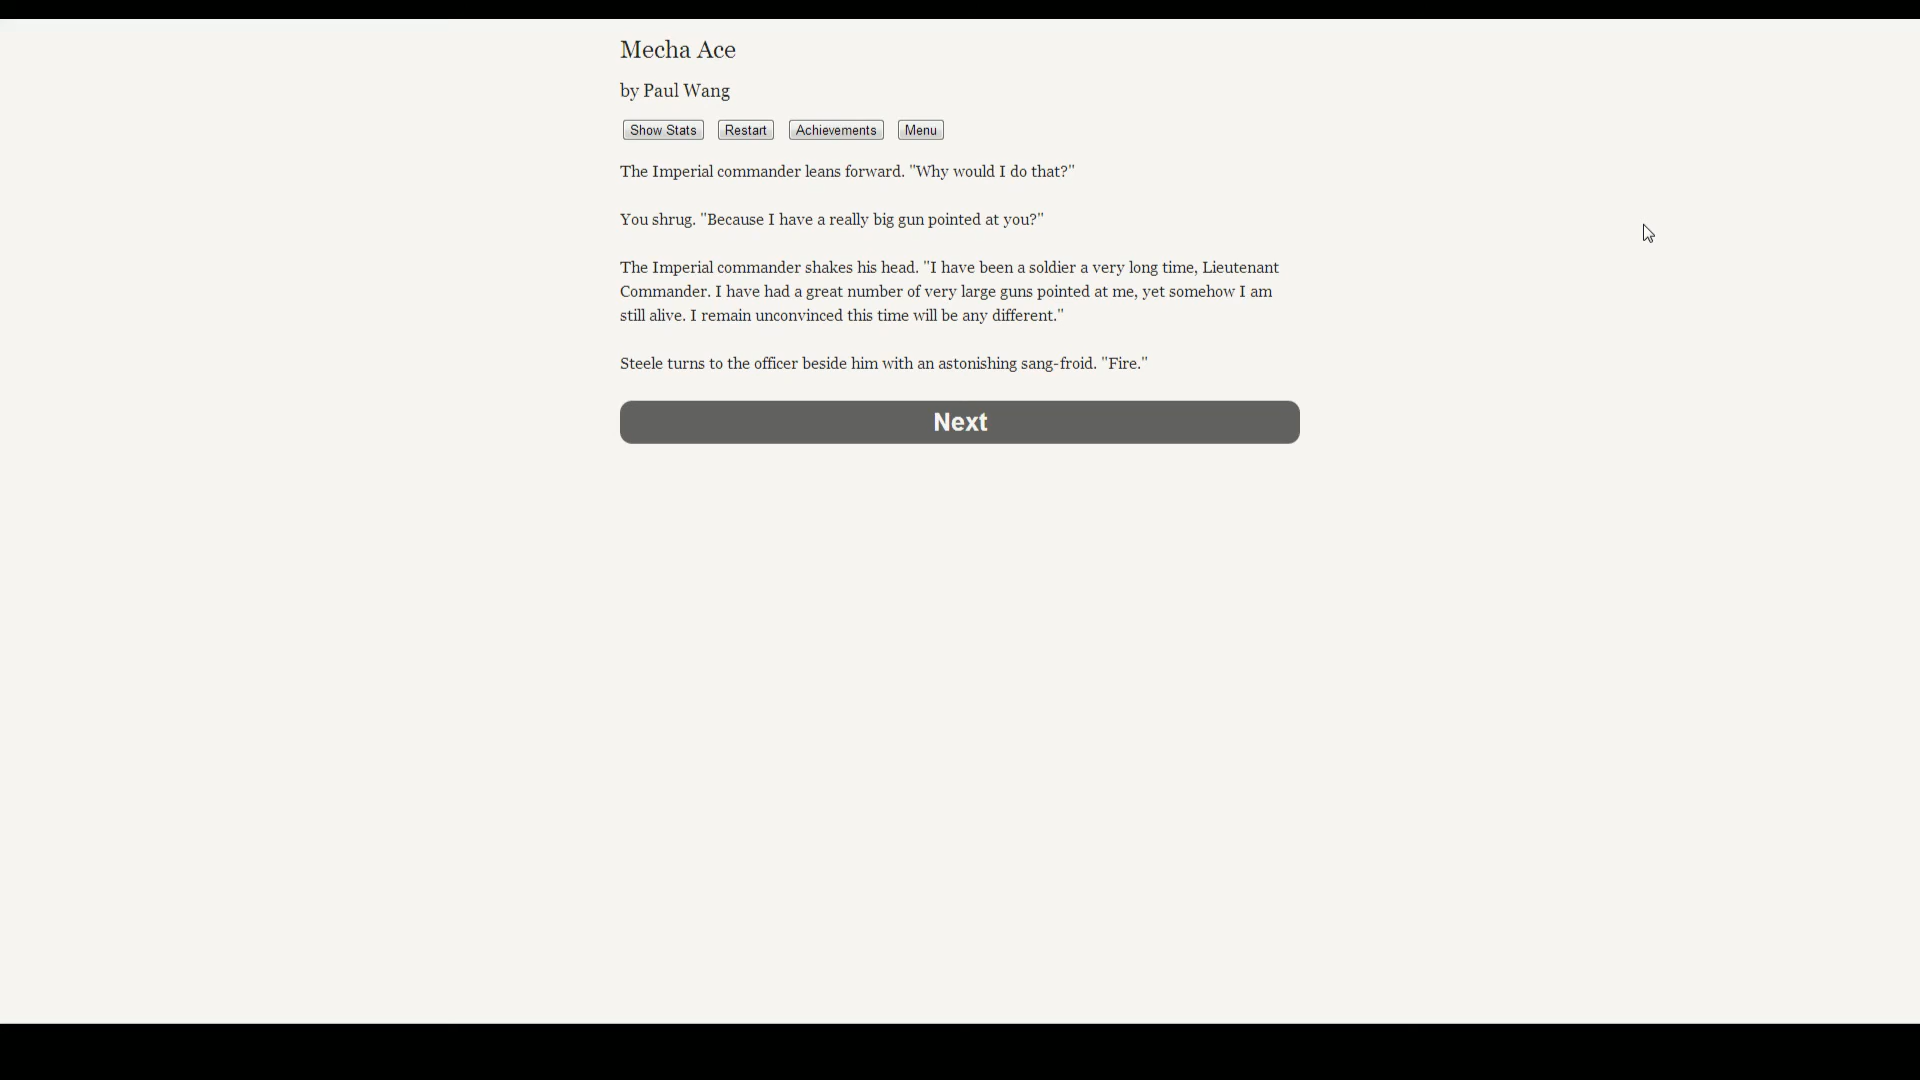 Mecha Ace
by Paul Wang
Show Stats Restart Achievements Menu
The Imperial commander leans forward. "Why would I do that?"
You shrug. "Because I have a really big gun pointed at you?"
The Imperial commander shakes his head. "I have been a soldier a very long time, Lieutenant
Commander. I have had a great number of very large guns pointed at me, yet somehow I am
still alive. I remain unconvinced this time will be any different."
Steele turns to the officer beside him with an astonishing sang-froid. "Fire."
Next